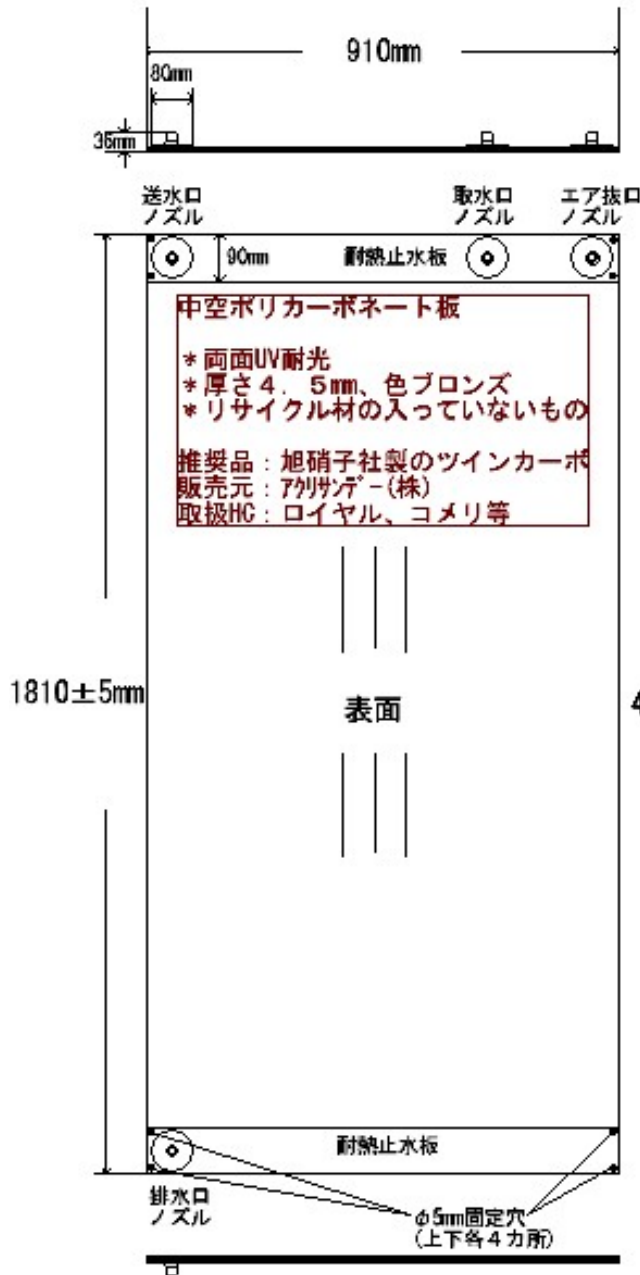 910mm
80mm
36mm
送水口
ノズル
取水口
ノズル
エア抜口
ノズル
90mm
耐熱止水板
中空ポリカーボネート板
*両面UV耐光
*厚さ4.5mm、色ブロンズ
*リサイクル材の入っていないもの
推奨品:旭硝子社製のツインカーボ
販売元:アクリサンデー(株)
取扱HC:ロイヤル、コメリ等
1810±5mm
表面
耐熱止水板
排水口
ノズル
φ5mm固定穴
(上下各4カ所)